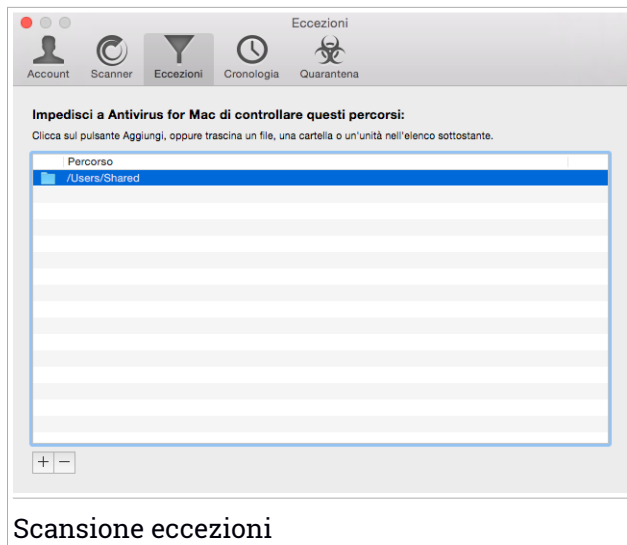 Eccezioni
Account Scanner Eccezioni Cronologia Quarantena
Impedisci a Antivirus for Mac di controllare questi percorsi:
Clicca sul pulsante Aggiungi, oppure trascina un file, una cartella o un'unità nell'elenco sottostante.
Percorso
/Users/Shared
+ −
Scansione eccezioni